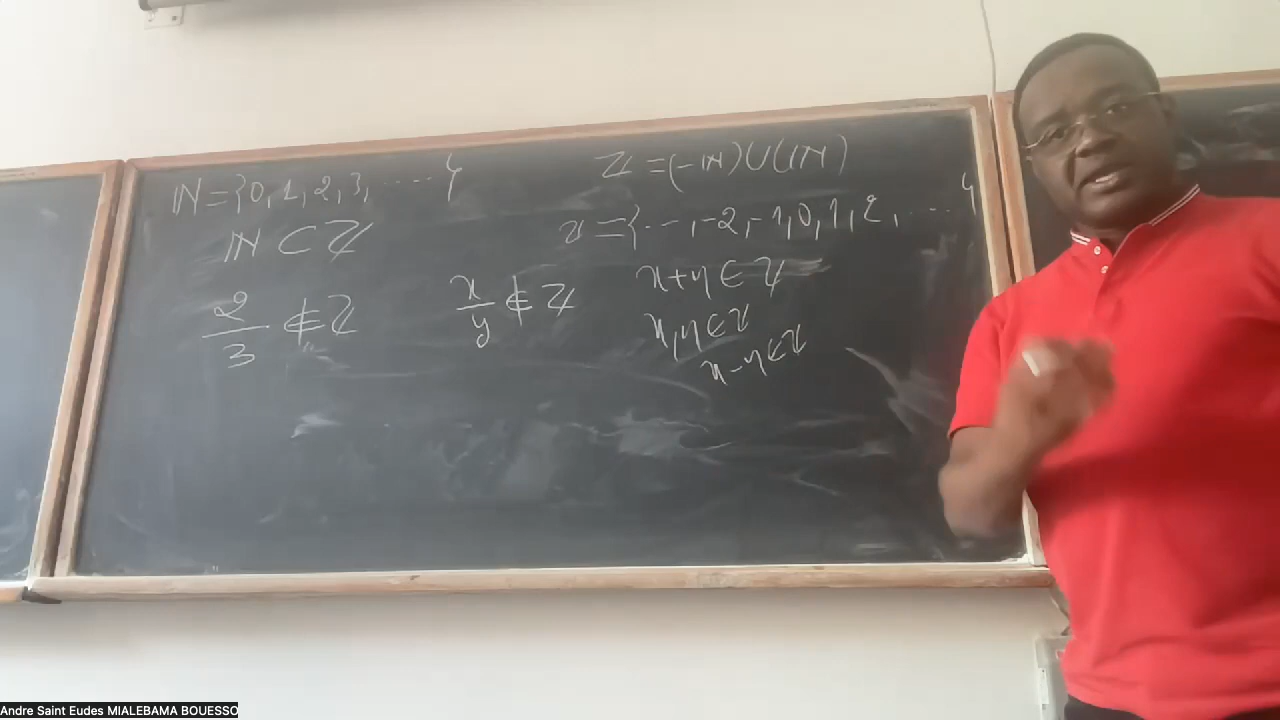 ℕ = {0, 1, 2, 3, ..... }
ℕ ⊂ ℤ
2/3 ∉ ℤ
x/y ∉ ℤ
ℤ = (-ℕ) ∪ (ℕ)
ℤ = {..., -2, -1, 0, 1, 2, .... }
x + y ∈ ℤ
x, y ∈ ℤ
x - y ∈ ℤ
Andre Saint Eudes MIALEBAMA BOUESSO